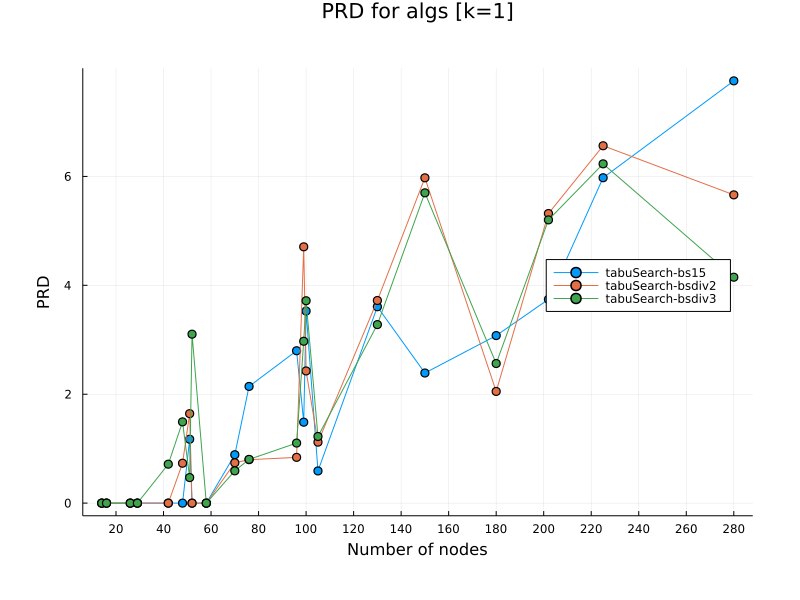 PRD for algs [k=1]
6
4
2
0
PRD
tabuSearch-bs15
tabuSearch-bsdiv2
tabuSearch-bsdiv3
20 40 60 80 100 120 140 160 180 200 220 240 260 280
Number of nodes